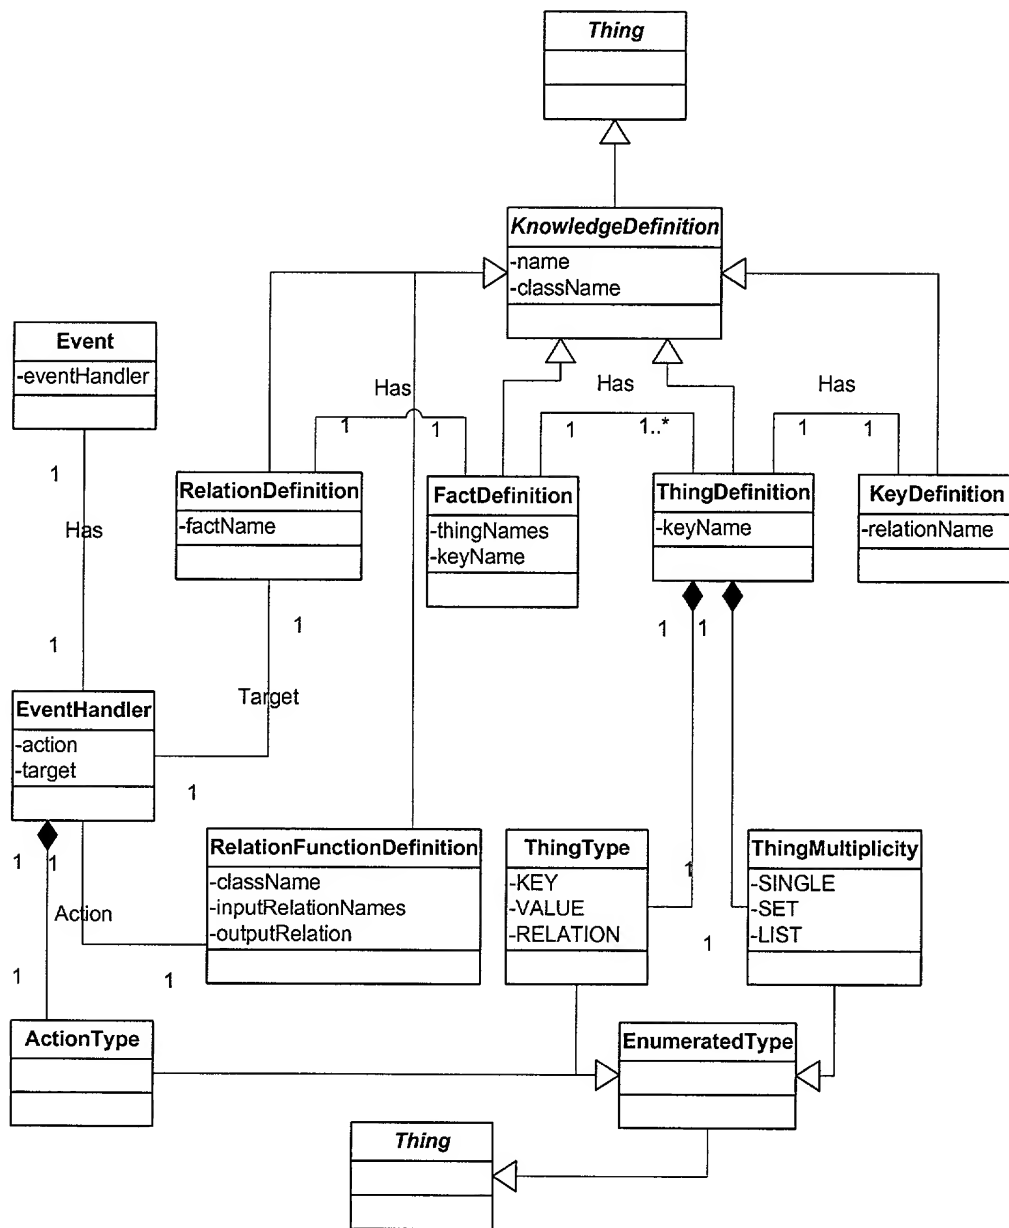 Thing
KnowledgeDefinition
-name
-className
Event
-eventHandler
Has
Has
Has
1
1
1
1..*
1
1
1
RelationDefinition
-factName
FactDefinition
-thingNames
-keyName
ThingDefinition
-keyName
KeyDefinition
-relationName
Has
1
1
1
1
EventHandler
-action
-target
Target
1
RelationFunctionDefinition
-className
-inputRelationNames
-outputRelation
ThingType
-KEY
-VALUE
-RELATION
ThingMultiplicity
-SINGLE
-SET
-LIST
1
1
1
Action
1
1
1
ActionType
EnumeratedType
Thing